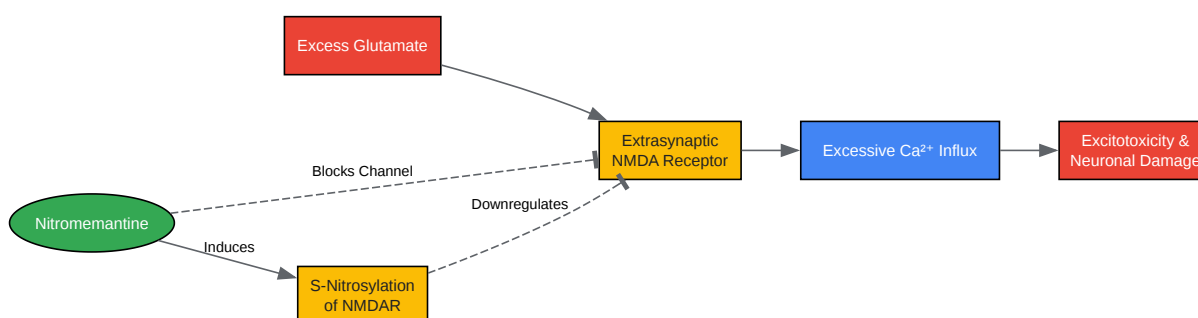 Excess Glutamate
Extrasynaptic
NMDA Receptor
Excessive Ca²⁺ Influx
Excitotoxicity &
Neuronal Damage
Blocks Channel
Downregulates
Nitromemantine
Induces
S-Nitrosylation
of NMDAR